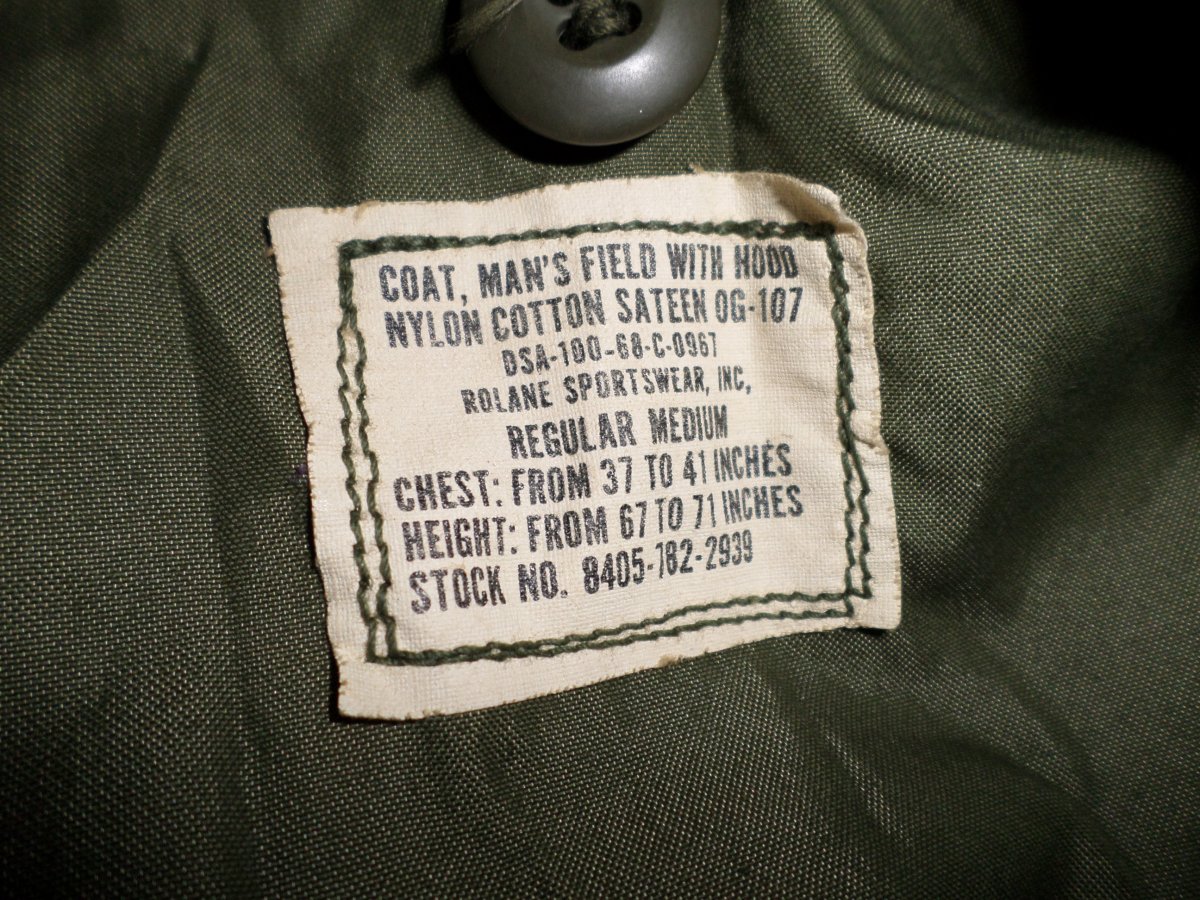 COAT, MAN'S FIELD WITH HOOD
NYLON COTTON SATEEN OG-107
DSA-100-68-C-0967
ROLANE SPORTSWEAR, INC,
REGULAR MEDIUM
CHEST: FROM 37 TO 41 INCHES
HEIGHT: FROM 67 TO 71 INCHES
STOCK NO. 8405-782-2939